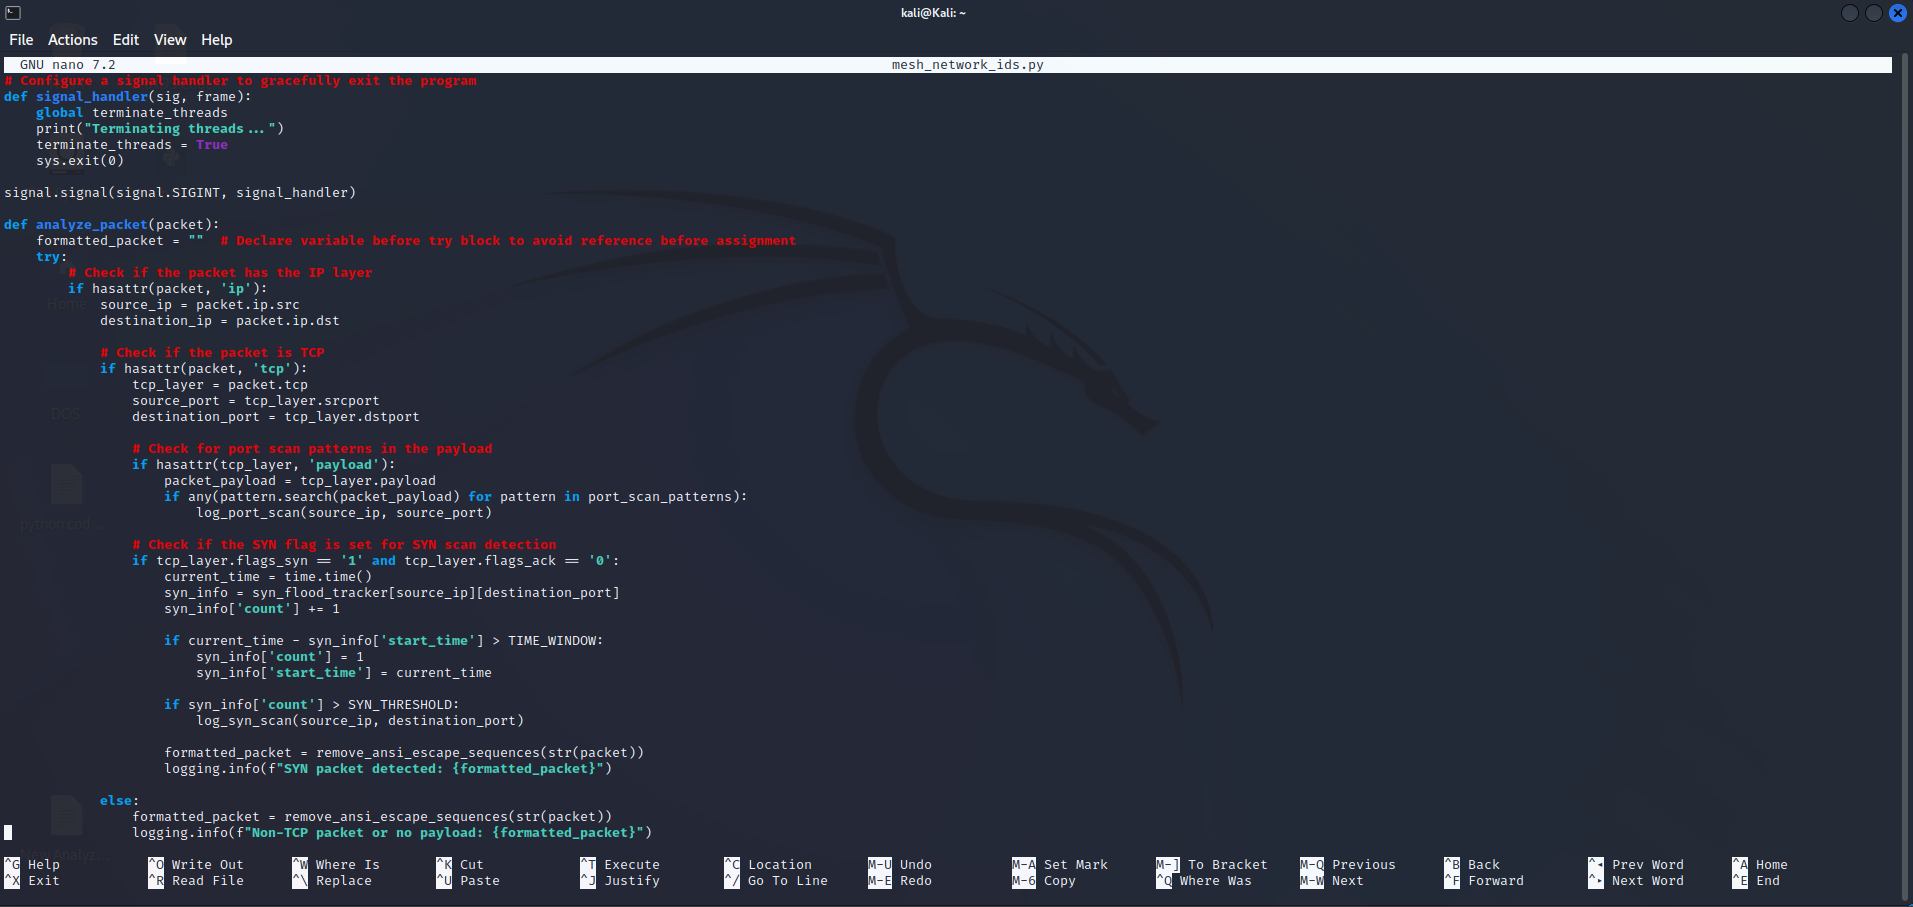 kali@Kali: ~
File Actions Edit View Help
GNU nano 7.2 mesh_network_ids.py
# Configure a signal handler to gracefully exit the program
def signal_handler(sig, frame):
    global terminate_threads
    print("Terminating threads...")
    terminate_threads = True
    sys.exit(0)
signal.signal(signal.SIGINT, signal_handler)
def analyze_packet(packet):
    formatted_packet = ""  # Declare variable before try block to avoid reference before assignment
    try:
        # Check if the packet has the IP layer
        if hasattr(packet, 'ip'):
            source_ip = packet.ip.src
            destination_ip = packet.ip.dst
            # Check if the packet is TCP
            if hasattr(packet, 'tcp'):
                tcp_layer = packet.tcp
                source_port = tcp_layer.srcport
                destination_port = tcp_layer.dstport
                # Check for port scan patterns in the payload
                if hasattr(tcp_layer, 'payload'):
                    packet_payload = tcp_layer.payload
                    if any(pattern.search(packet_payload) for pattern in port_scan_patterns):
                        log_port_scan(source_ip, source_port)
                # Check if the SYN flag is set for SYN scan detection
                if tcp_layer.flags_syn == '1' and tcp_layer.flags_ack == '0':
                    current_time = time.time()
                    syn_info = syn_flood_tracker[source_ip][destination_port]
                    syn_info['count'] += 1
                    if current_time - syn_info['start_time'] > TIME_WINDOW:
                        syn_info['count'] = 1
                        syn_info['start_time'] = current_time
                    if syn_info['count'] > SYN_THRESHOLD:
                        log_syn_scan(source_ip, destination_port)
                    formatted_packet = remove_ansi_escape_sequences(str(packet))
                    logging.info(f"SYN packet detected: {formatted_packet}")
            else:
                formatted_packet = remove_ansi_escape_sequences(str(packet))
                logging.info(f"Non-TCP packet or no payload: {formatted_packet}")
^G Help ^O Write Out ^W Where Is ^K Cut ^T Execute ^C Location M-U Undo M-A Set Mark M-] To Bracket M-Q Previous ^B Back ^◂ Prev Word ^A Home
^X Exit ^R Read File ^\ Replace ^U Paste ^J Justify ^/ Go To Line M-E Redo M-6 Copy ^Q Where Was M-W Next ^F Forward ^▸ Next Word ^E End
Home
DOS
python cod...
New Analyz...